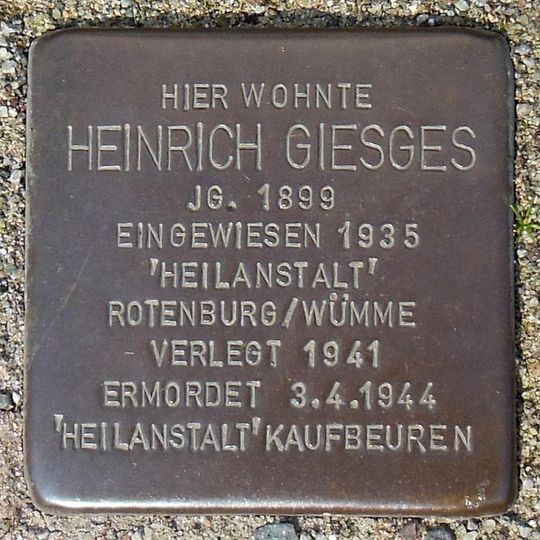 HIER WOHNTE
HEINRICH GIESGES
JG. 1899
EINGEWIESEN 1935
'HEILANSTALT'
ROTENBURG/WÜMME
VERLEGT 1941
ERMORDET 3.4.1944
'HEILANSTALT' KAUFBEUREN